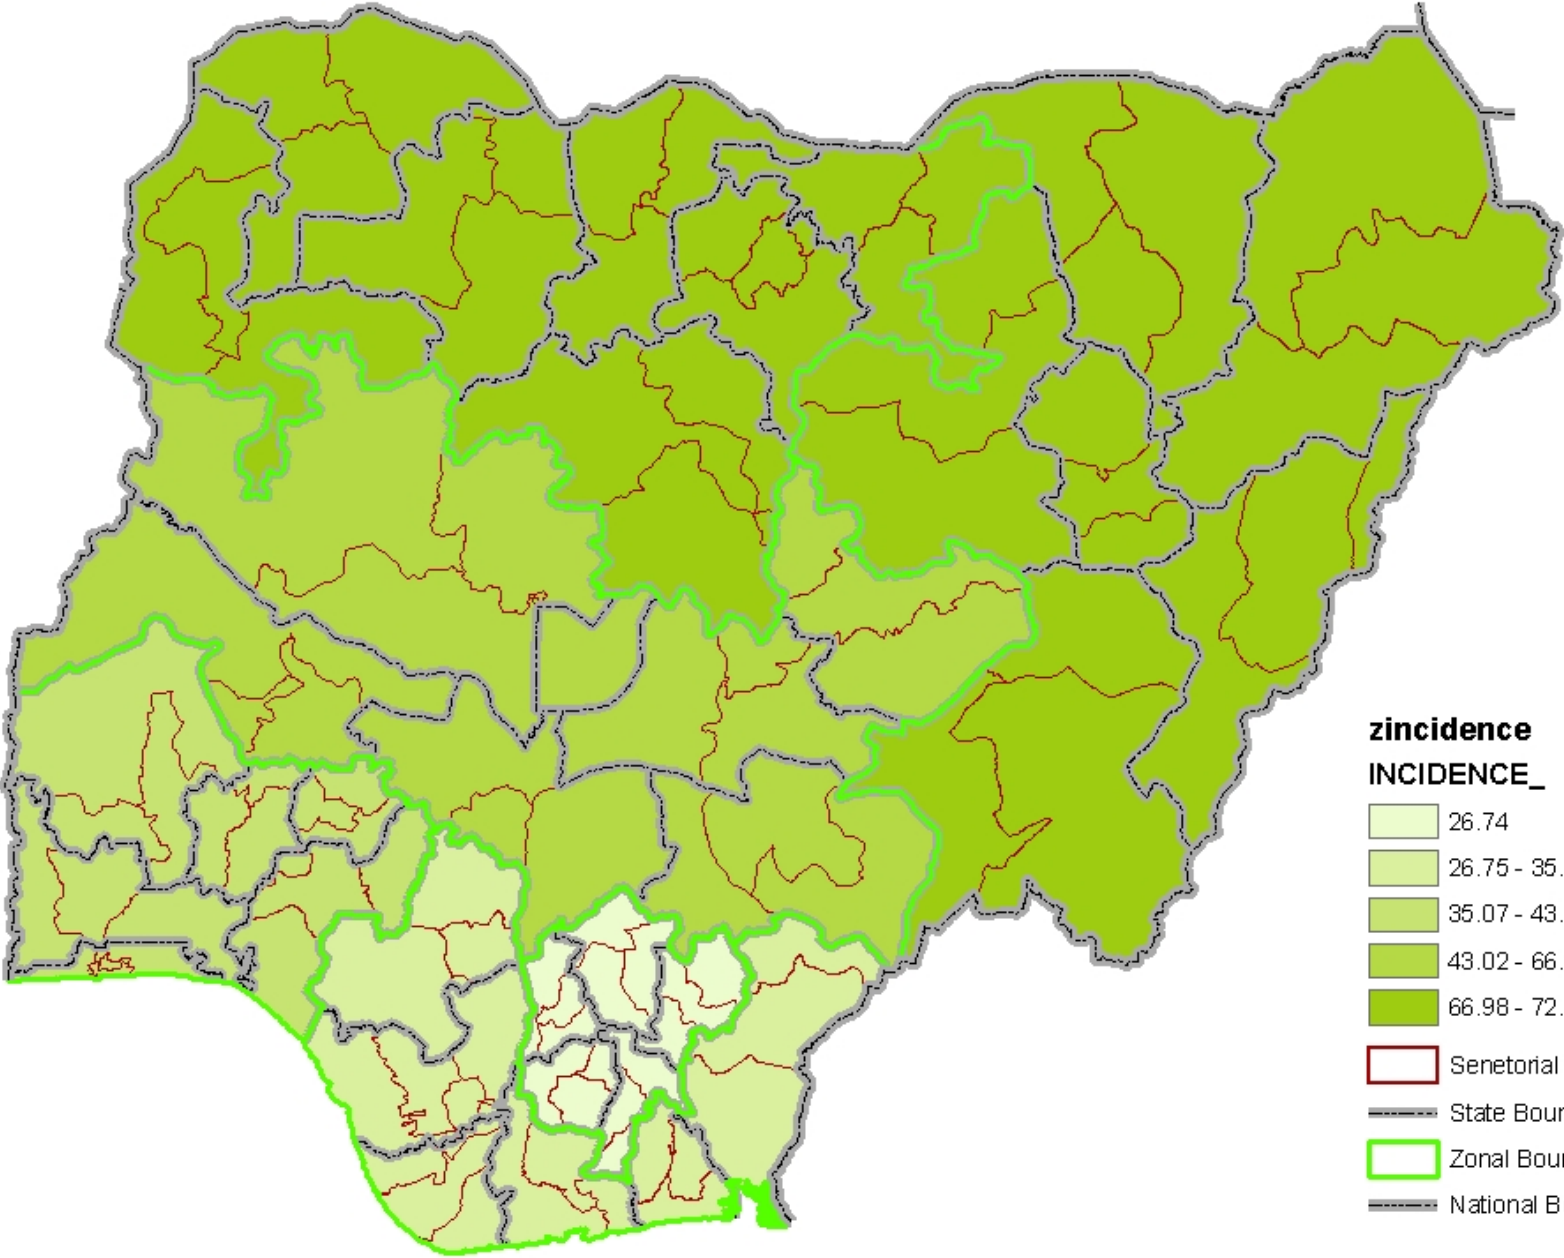 zincidence
INCIDENCE_
26.74
26.75 - 35.
35.07 - 43.
43.02 - 66.
66.98 - 72.
Senetorial
State Bour
Zonal Bour
National B